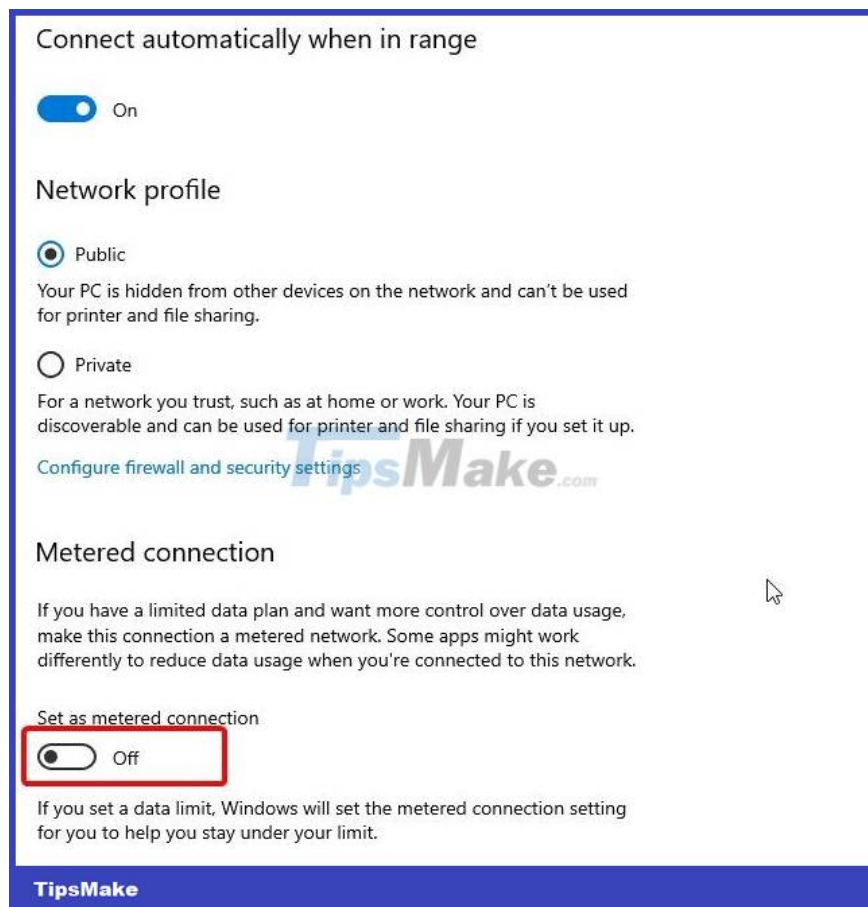 Connect automatically when in range
On
Network profile
Public
Your PC is hidden from other devices on the network and can't be used
for printer and file sharing.
Private
For a network you trust, such as at home or work. Your PC is
discoverable and can be used for printer and file sharing if you set it up.
Configure firewall and security settings
TipsMake.com
Metered connection
If you have a limited data plan and want more control over data usage,
make this connection a metered network. Some apps might work
differently to reduce data usage when you're connected to this network.
Set as metered connection
Off
If you set a data limit, Windows will set the metered connection setting
for you to help you stay under your limit.
TipsMake